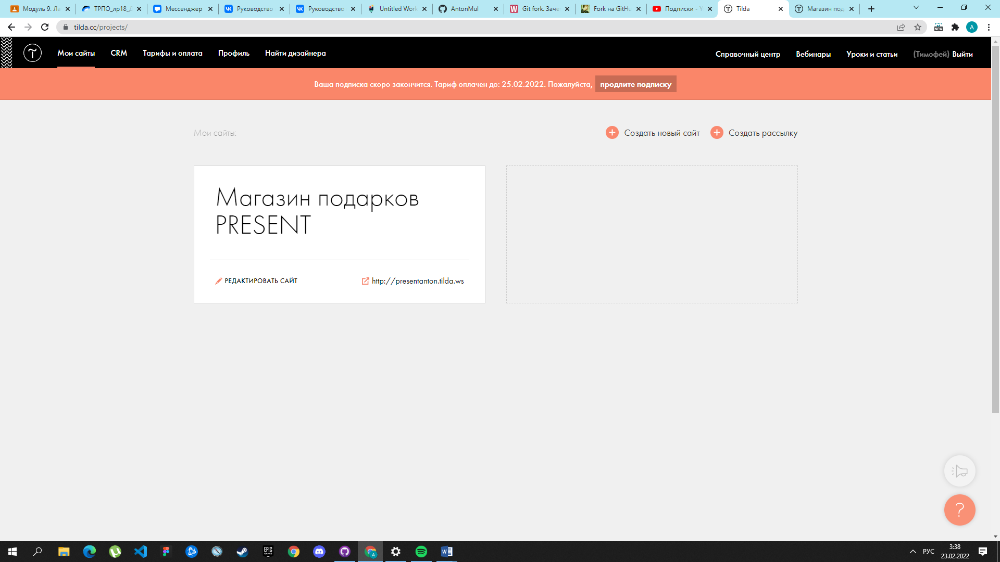 Модуль 9. Ла
ТРПО_лр18_Д
Мессенджер
Руководство
Руководство
Untitled Work
AntonMul
Git fork. Заче
Fork на GitHu
Подписки - Y
Tilda
Магазин под
tilda.cc/projects/
NEW
A
Мои сайты
CRM
Тарифы и оплата
Профиль
Найти дизайнера
Справочный центр
Вебинары
Уроки и статьи
(Тимофей) Выйти
Ваша подписка скоро закончится. Тариф оплачен до: 25.02.2022. Пожалуйста, продлите подписку
Мои сайты:
Создать новый сайт
Создать рассылку
Магазин подарков
PRESENT
РЕДАКТИРОВАТЬ САЙТ
http://presentanton.tilda.ws
?
EPIC
GAMES
РУС
3:38
23.02.2022